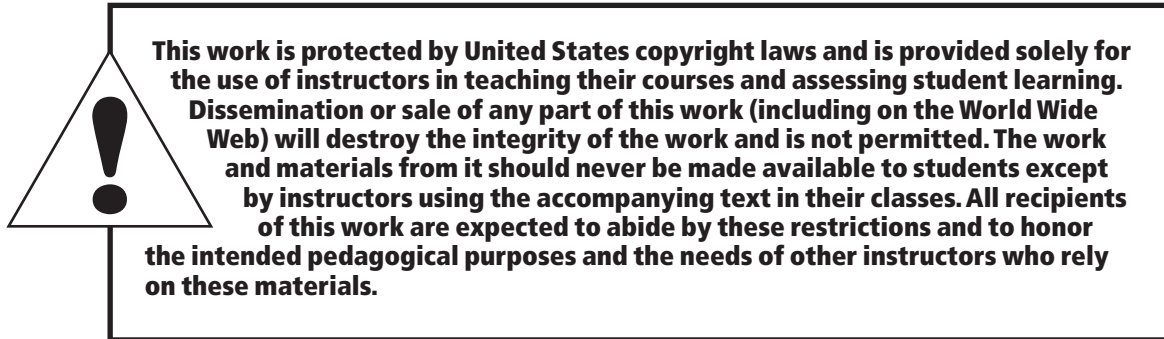 This work is protected by United States copyright laws and is provided solely for
the use of instructors in teaching their courses and assessing student learning.
Dissemination or sale of any part of this work (including on the World Wide
Web) will destroy the integrity of the work and is not permitted. The work
and materials from it should never be made available to students except
by instructors using the accompanying text in their classes. All recipients
of this work are expected to abide by these restrictions and to honor
the intended pedagogical purposes and the needs of other instructors who rely
on these materials.